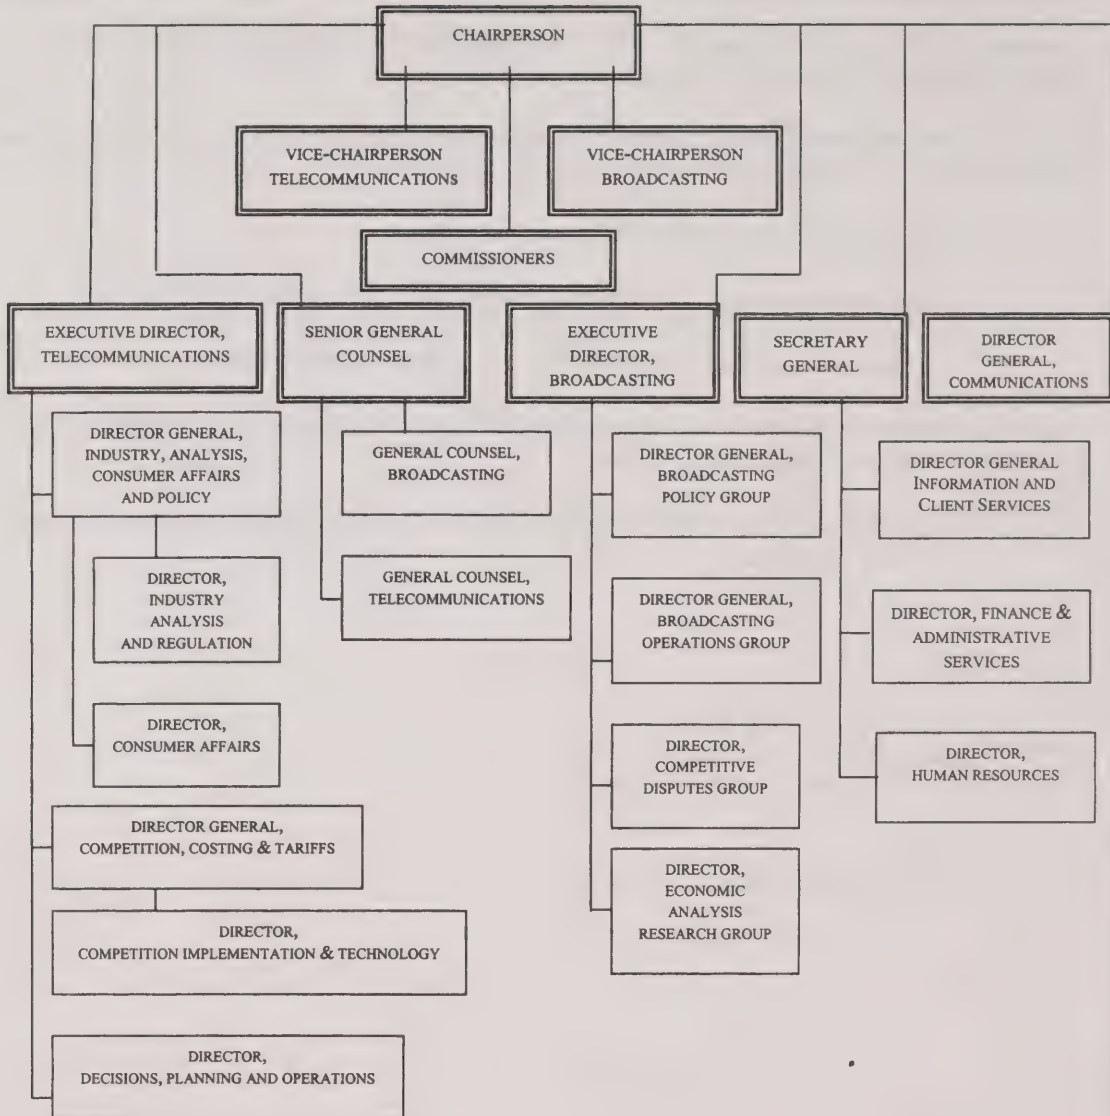 CHAIRPERSON
VICE-CHAIRPERSON
TELECOMMUNICATIONS
VICE-CHAIRPERSON
BROADCASTING
COMMISSIONERS
EXECUTIVE DIRECTOR,
TELECOMMUNICATIONS
SENIOR GENERAL
COUNSEL
EXECUTIVE
DIRECTOR,
BROADCASTING
SECRETARY
GENERAL
DIRECTOR
GENERAL,
COMMUNICATIONS
DIRECTOR GENERAL,
INDUSTRY, ANALYSIS,
CONSUMER AFFAIRS
AND POLICY
DIRECTOR,
INDUSTRY
ANALYSIS
AND REGULATION
DIRECTOR,
CONSUMER AFFAIRS
DIRECTOR GENERAL,
COMPETITION, COSTING & TARIFFS
DIRECTOR,
COMPETITION IMPLEMENTATION & TECHNOLOGY
DIRECTOR,
DECISIONS, PLANNING AND OPERATIONS
GENERAL COUNSEL,
BROADCASTING
GENERAL COUNSEL,
TELECOMMUNICATIONS
DIRECTOR GENERAL,
BROADCASTING
POLICY GROUP
DIRECTOR GENERAL,
BROADCASTING
OPERATIONS GROUP
DIRECTOR,
COMPETITIVE
DISPUTES GROUP
DIRECTOR,
ECONOMIC
ANALYSIS
RESEARCH GROUP
DIRECTOR GENERAL
INFORMATION AND
CLIENT SERVICES
DIRECTOR, FINANCE &
ADMINISTRATIVE
SERVICES
DIRECTOR,
HUMAN RESOURCES